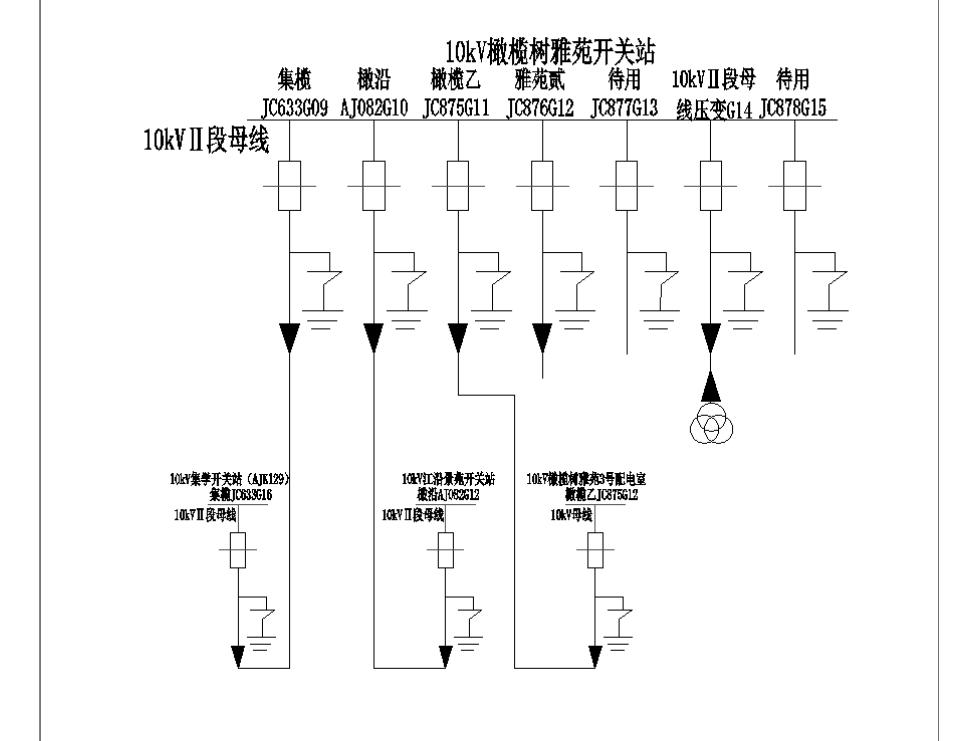 10kV橄榄树雅苑开关站
集榄 橄沿 橄榄乙 雅苑贰 待用 10kVⅡ段母 待用
JC633G09 AJ082G10 JC875G11 JC876G12 JC877G13 线压变G14 JC878G15
10kVⅡ段母线
10kV集学开关站（AJK129） 10kV江沿景苑开关站 10kV橄榄树雅苑3号配电室
集榄JC633G16 橄沿AJ082G12 橄榄乙JC875G12
10kVⅡ段母线 10kVⅡ段母线 10kV母线